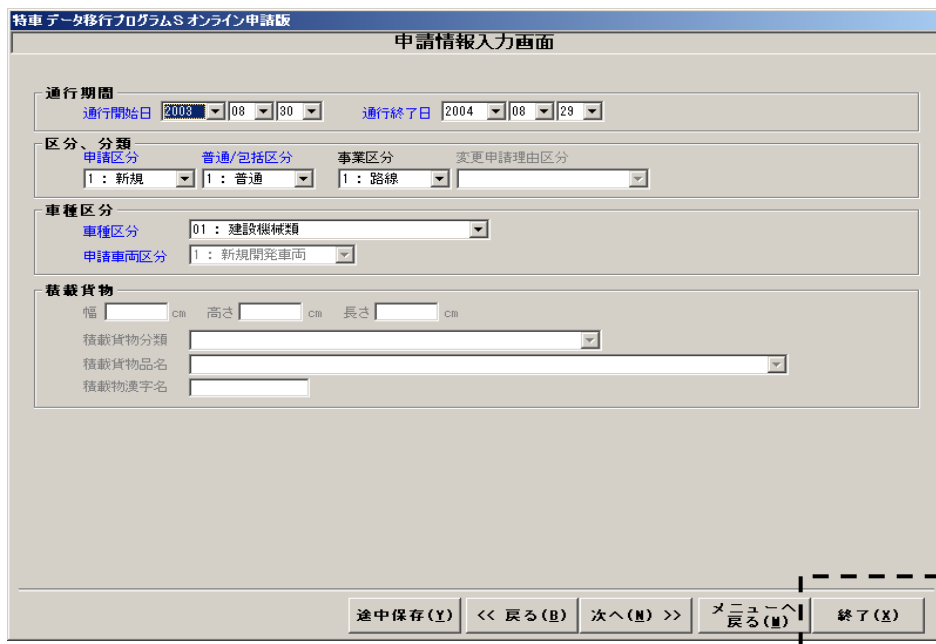 特車 データ移行プログラムS オンライン申請版
申請情報入力画面
通行期間
通行開始日 2003 08 30 通行終了日 2004 08 29
区分、分類
申請区分 普通/包括区分 事業区分 変更申請理由区分
1 : 新規 1 : 普通 1 : 路線
車種区分
車種区分 01 : 建設機械類
申請車両区分 1 : 新規開発車両
積載貨物
幅 cm 高さ cm 長さ cm
積載貨物分類
積載貨物品名
積載物漢字名
途中保存(Y) << 戻る(B) 次へ(N) >> メニューへ戻る(M) 終了(X)